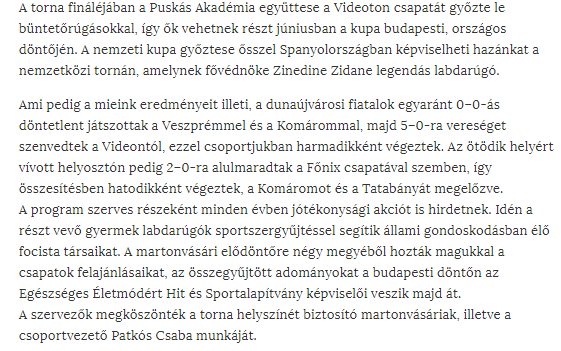 A torna fináléjában a Puskás Akadémia együttese a Videoton csapatát győzte le
büntetőrúgásokkal, így ők vehetnek részt júniusban a kupa budapesti, országos
döntőjén. A nemzeti kupa győztese ősszel Spanyolországban képviselheti hazánkat a
nemzetközi tornán, amelynek fővédnöke Zinedine Zidane legendás labdarúgó.
Ami pedig a mieink eredményeit illeti, a dunaújvárosi fiatalok egyaránt 0–0-ás
döntetlent játszottak a Veszprémmel és a Komárommal, majd 5–0-ra vereséget
szenvedtek a Videontól, ezzel csoportjukban harmadikként végeztek. Az ötödik helyért
vívott helyosztón pedig 2–0-ra alulmaradtak a Főnix csapatával szemben, így
összesítésben hatodikként végeztek, a Komáromot és a Tatabányát megelőzve.
A program szerves részeként minden évben jótékonysági akciót is hirdetnek. Idén a
részt vevő gyermek labdarúgók sportszergyűjtéssel segítik állami gondoskodásban élő
focista társaikat. A martonvásári elődöntőre négy megyéből hozták magukkal a
csapatok felajánlásaikat, az összegyűjtött adományokat a budapesti döntőn az
Egészséges Életmódért Hit és Sportalapítvány képviselői veszik majd át.
A szervezők megköszönték a torna helyszínét biztosító martonvásáriak, illetve a
csoportvezető Patkós Csaba munkáját.